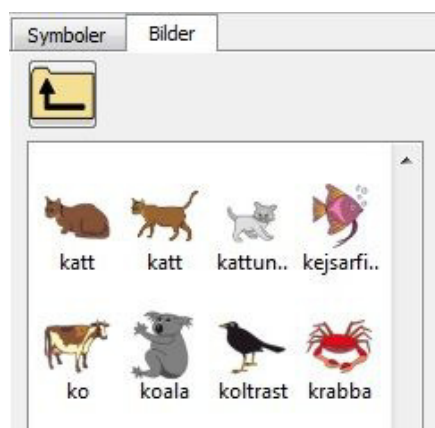 Symboler Bilder
katt katt kattun.. kejsarfi..
ko koala koltrast krabba